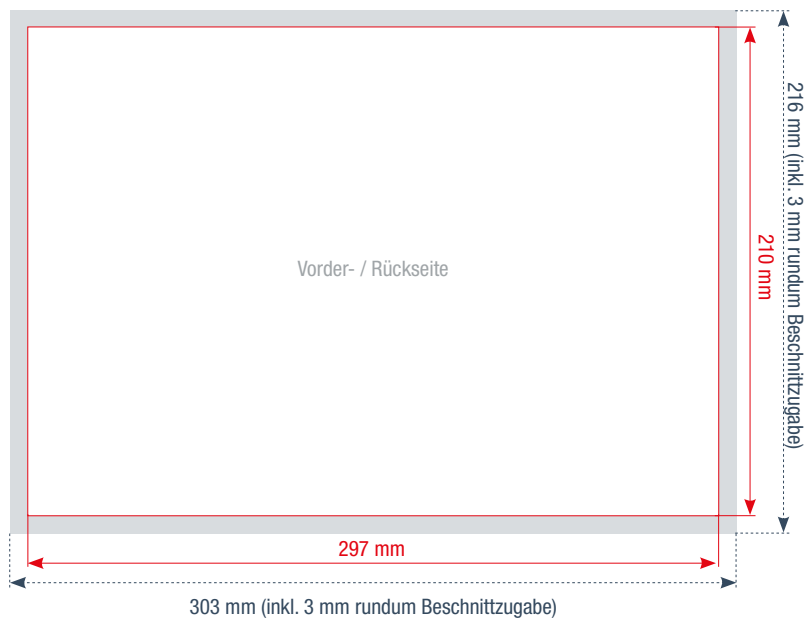 216 mm (inkl. 3 mm rundum Beschnittzugabe)
210 mm
Vorder- / Rückseite
297 mm
303 mm (inkl. 3 mm rundum Beschnittzugabe)